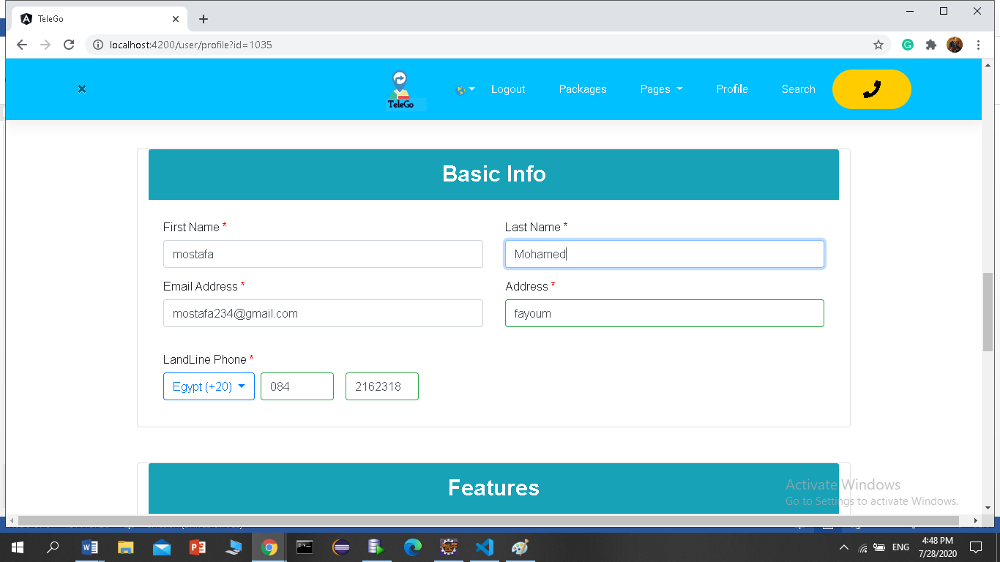 TeleGo
localhost:4200/user/profile?id=1035
TeleGo
Logout
Packages
Pages
Profile
Search
Basic Info
First Name *
Last Name *
mostafa
Mohamed
Email Address *
Address *
mostafa234@gmail.com
fayoum
LandLine Phone *
Egypt (+20)
084
2162318
Features
Activate Windows
Go to Settings to activate Windows.
ENG
4:48 PM
7/28/2020